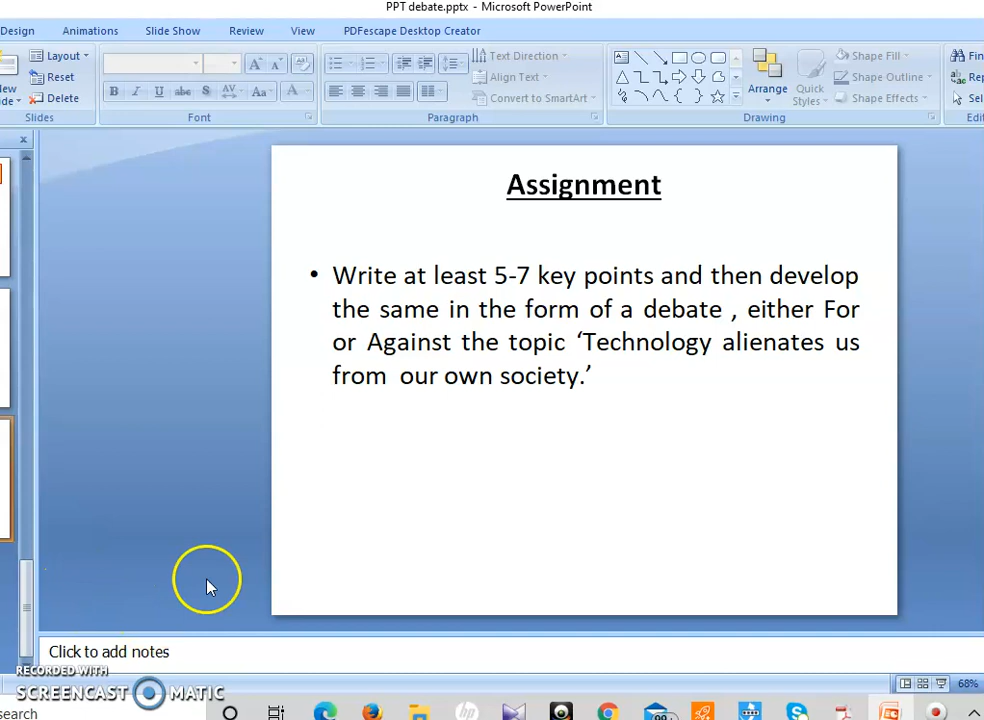 PPT debate.pptx - Microsoft PowerPoint
Design Animations Slide Show Review View PDFescape Desktop Creator
Layout
Reset
Delete
Slides
B I U abc S AV Aa A
Font
Text Direction
Align Text
Convert to SmartArt
Paragraph
Arrange
Quick
Styles
Shape Fill
Shape Outline
Shape Effects
Drawing
Assignment
• Write at least 5-7 key points and then develop
the same in the form of a debate , either For
or Against the topic ‘Technology alienates us
from our own society.’
Click to add notes
RECORDED WITH
SCREENCAST MATIC
68%
search